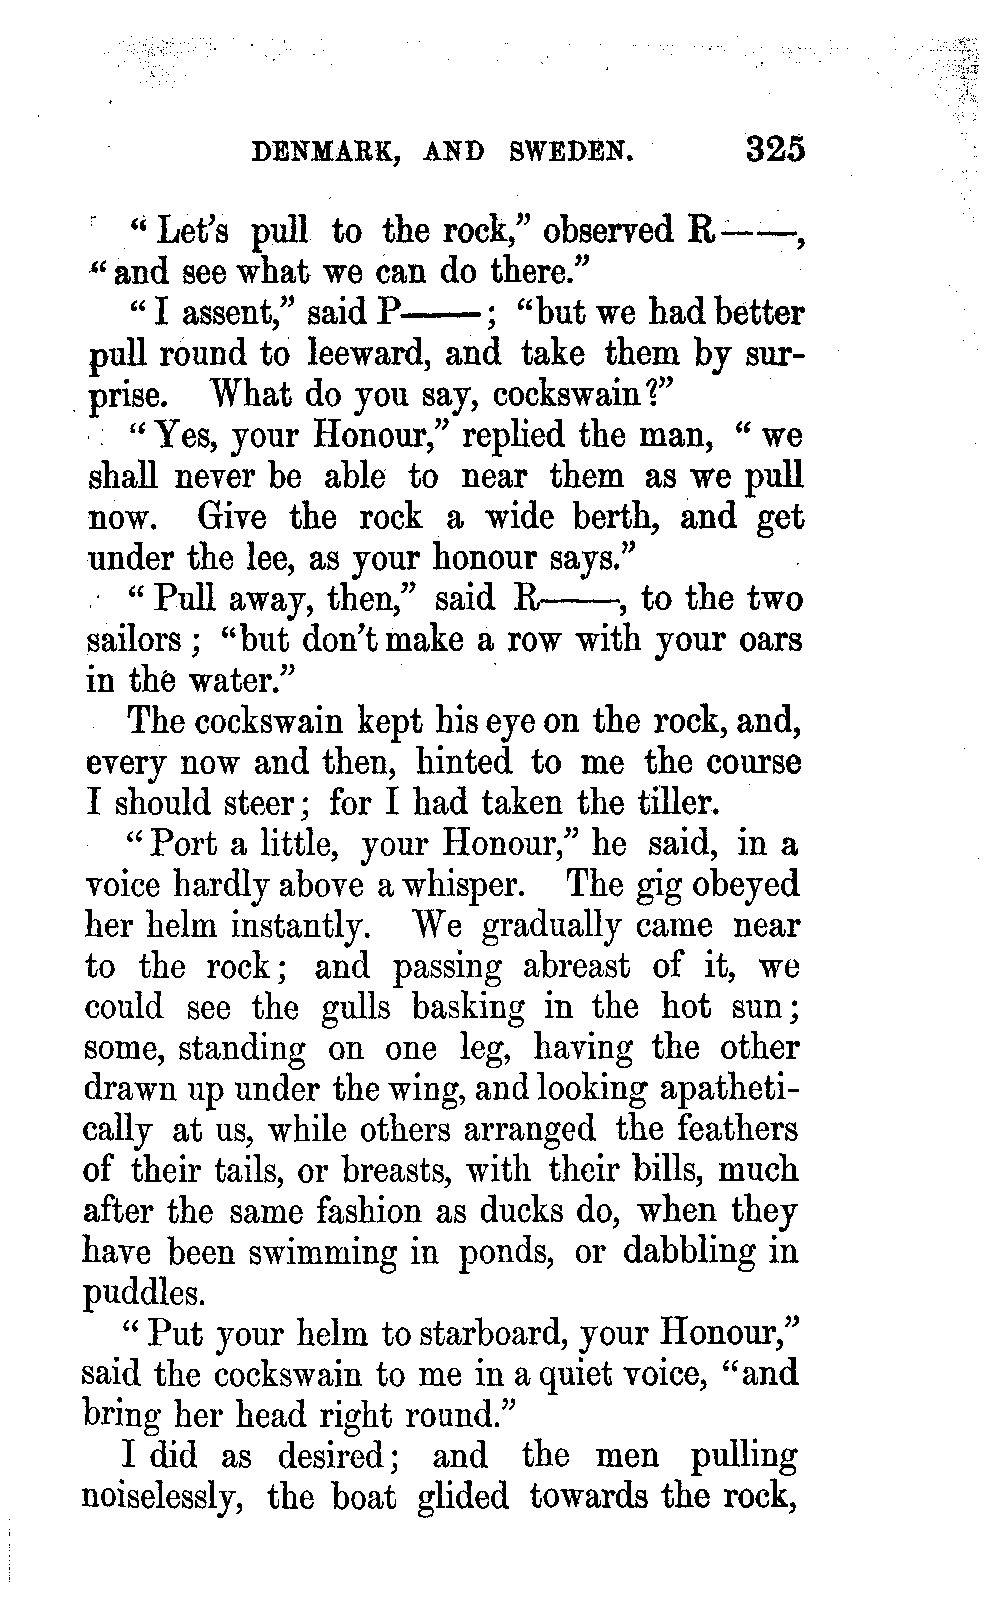 DENMARK, AND SWEDEN. 325
“Let’s pull to the rock,” observed R——,
“and see what we can do there.”
“I assent,” said P——; “but we had better
pull round to leeward, and take them by sur-
prise. What do you say, cockswain?”
“Yes, your Honour,” replied the man, “we
shall never be able to near them as we pull
now. Give the rock a wide berth, and get
under the lee, as your honour says.”
“Pull away, then,” said R——, to the two
sailors; “but don’t make a row with your oars
in the water.”
The cockswain kept his eye on the rock, and,
every now and then, hinted to me the course
I should steer; for I had taken the tiller.
“Port a little, your Honour,” he said, in a
voice hardly above a whisper. The gig obeyed
her helm instantly. We gradually came near
to the rock; and passing abreast of it, we
could see the gulls basking in the hot sun;
some, standing on one leg, having the other
drawn up under the wing, and looking apatheti-
cally at us, while others arranged the feathers
of their tails, or breasts, with their bills, much
after the same fashion as ducks do, when they
have been swimming in ponds, or dabbling in
puddles.
“Put your helm to starboard, your Honour,”
said the cockswain to me in a quiet voice, “and
bring her head right round.”
I did as desired; and the men pulling
noiselessly, the boat glided towards the rock,